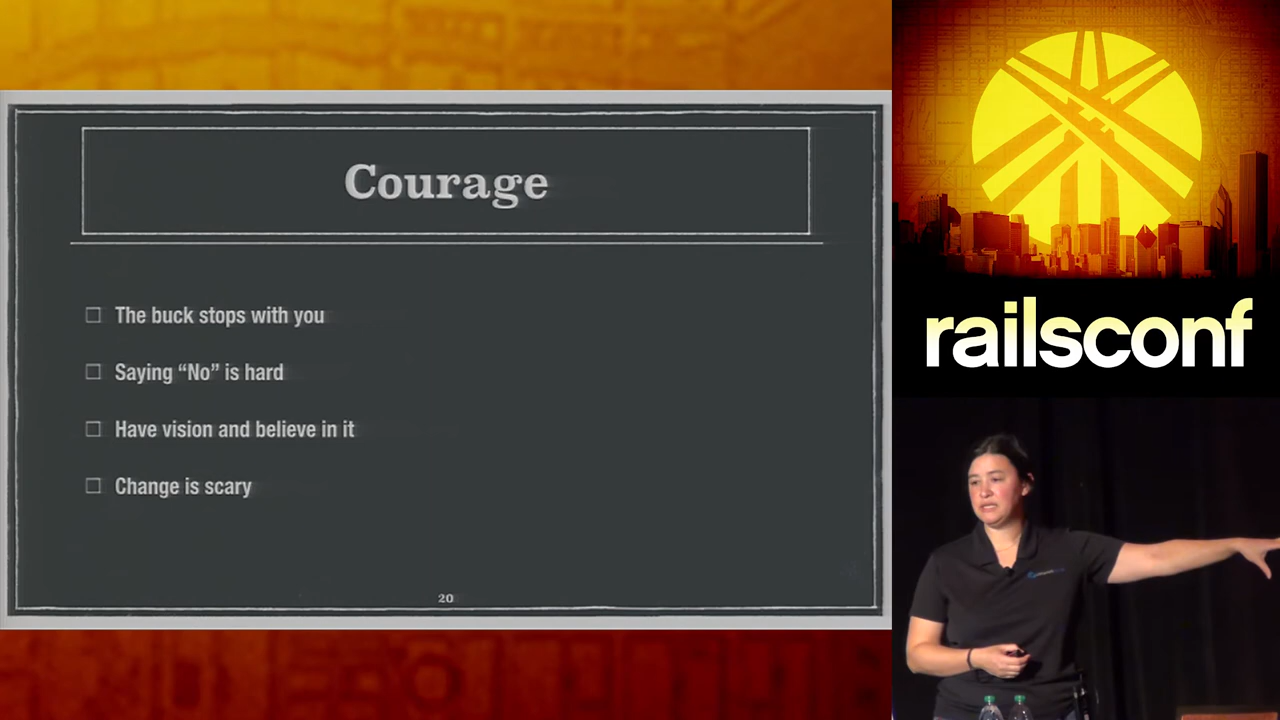 Courage
The buck stops with you
Saying “No” is hard
Have vision and believe in it
Change is scary
20
railsconf